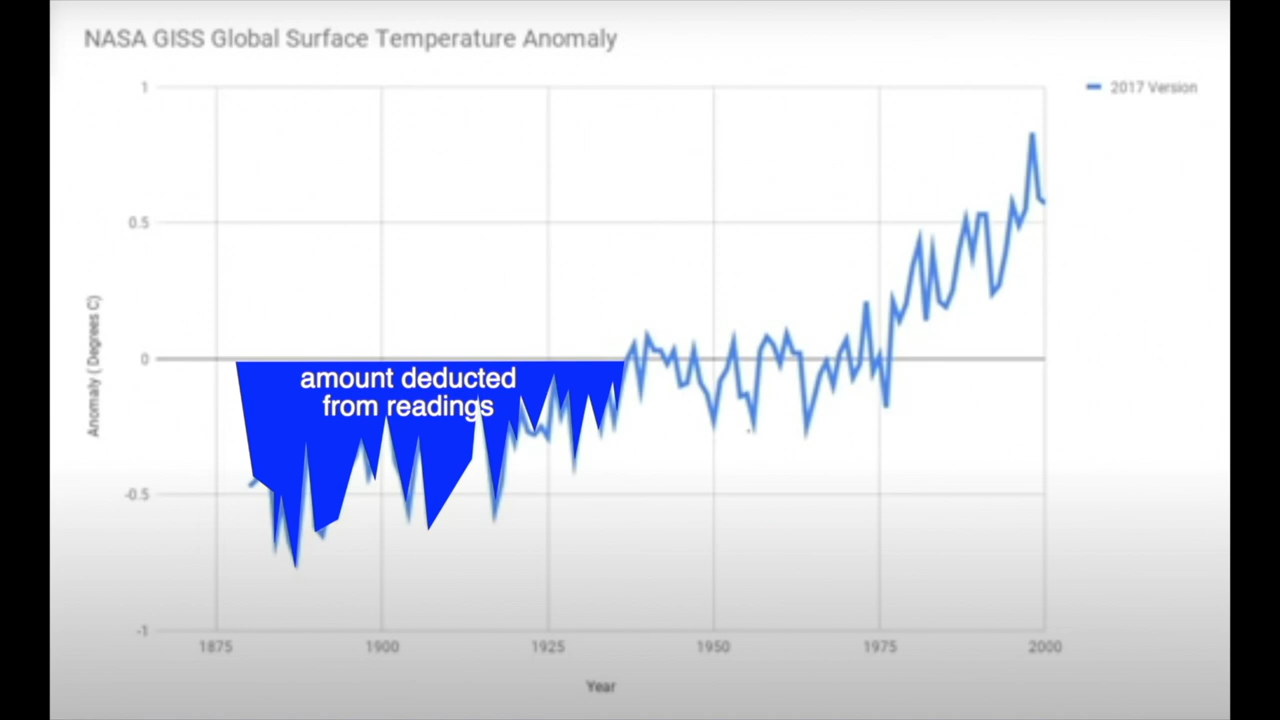 NASA GISS Global Surface Temperature Anomaly
1
2017 Version
0.5
0
amount deducted
from readings
Anomaly ( Degrees C)
-0.5
-1
1875 1900 1925 1950 1975 2000
Year